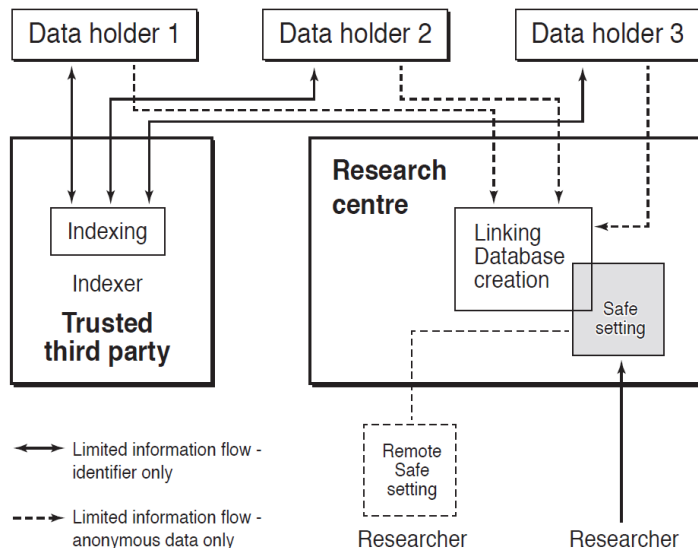 Data holder 1
Data holder 2
Data holder 3
Research
centre
Indexing
Linking
Database
creation
Indexer
Safe
setting
Trusted
third party
Limited information flow -
identifier only
Remote
Safe
setting
Limited information flow -
anonymous data only
Researcher
Researcher